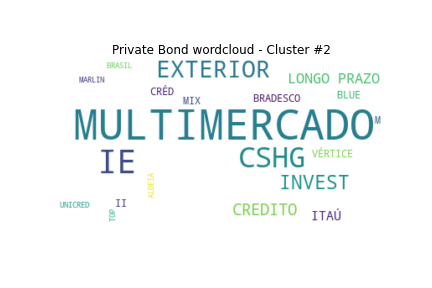 Private Bond wordcloud - Cluster #2
BRASIL
EXTERIOR
MARLIN
LONGO PRAZO
CRÉD
MIX
BRADESCO
BLUE
MULTIMERCADO
M
IE
CSHG
VÉRTICE
INVEST
ALDEIA
UNICRED
II
TOP
CREDITO
ITAÚ